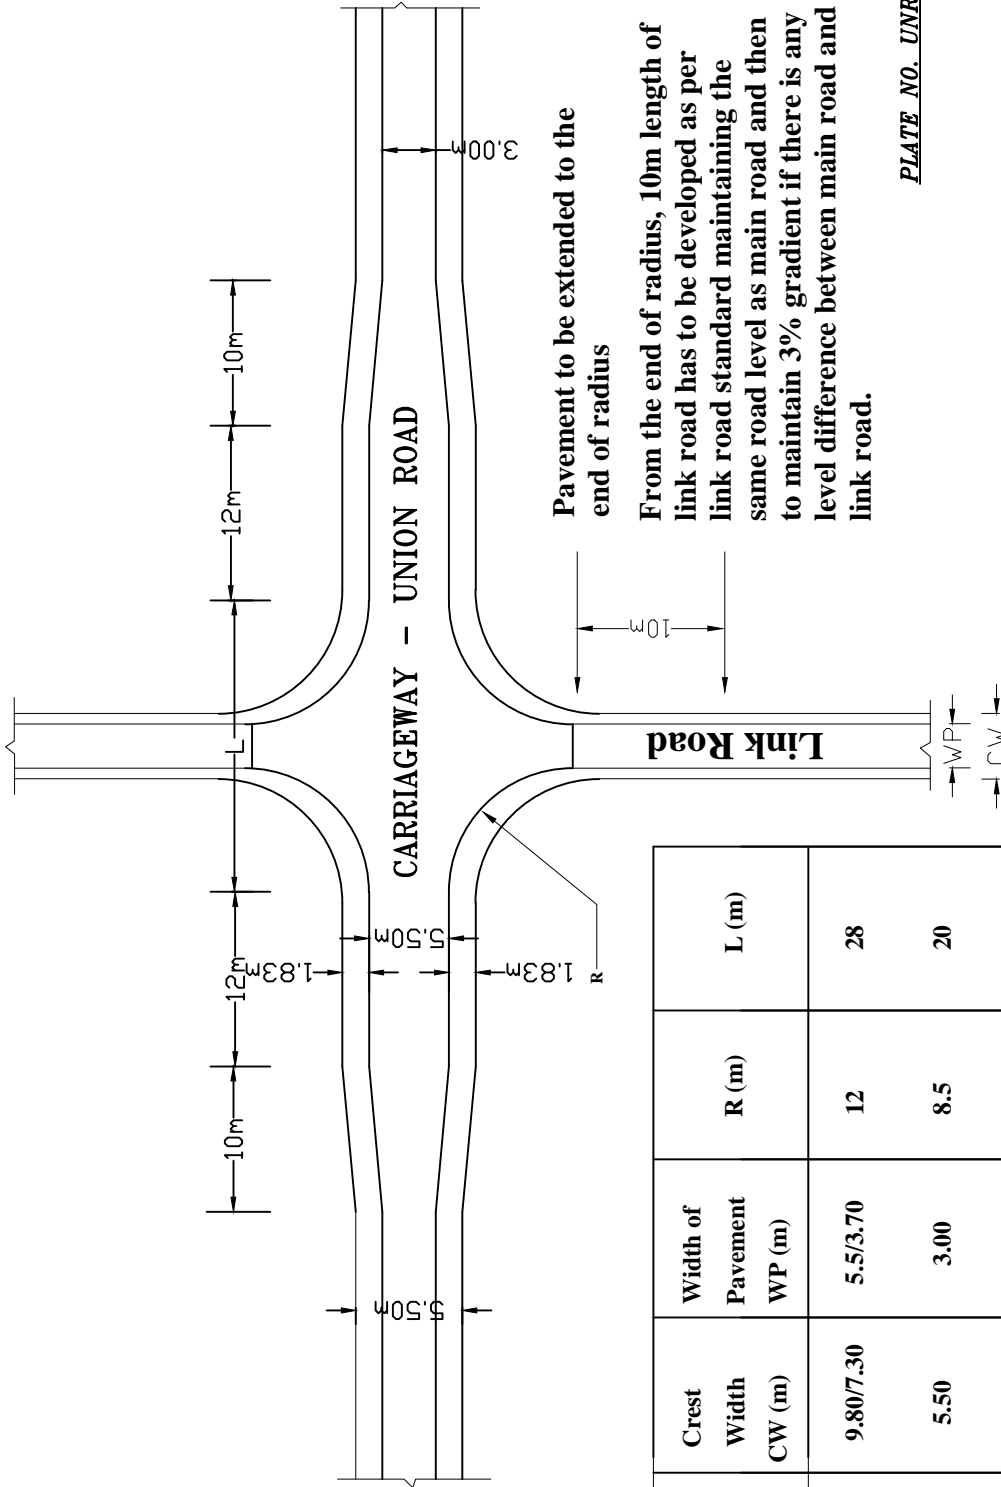 10m
12m
L
12m
10m
3.00m
5.50m
1.83m
1.83m
5.50m
CARRIAGEWAY - UNION ROAD
R
10m
Link Road
WP
CW
Pavement to be extended to the
end of radius
From the end of radius, 10m length of
link road has to be developed as per
link road standard maintaining the
same road level as main road and then
to maintain 3% gradient if there is any
level difference between main road and
link road.
Crest Width CW (m) Width of Pavement WP (m) R (m) L (m)
9.80/7.30 5.5/3.70 12 28
5.50 3.00 8.5 20
PLATE NO. UNR